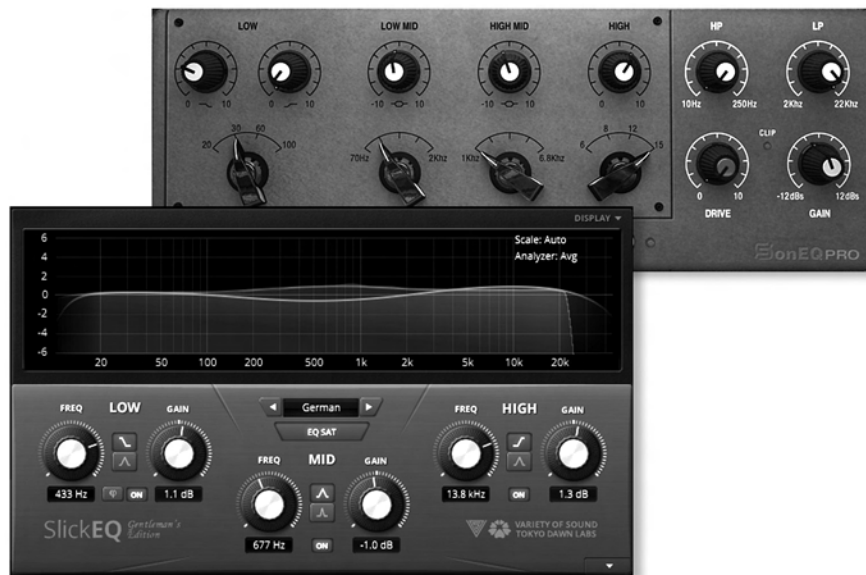 LOW
LOW MID
HIGH MID
HIGH
HP
LP
0 10
0 10
-10 10
-10 10
0 10
10Hz 250Hz
2Khz 22Khz
20 30 60 100
70Hz 2Khz
1Khz 6.8Khz
6 8 12 15
CLIP
0 10
DRIVE
-12dBs 12dBs
GAIN
SonEQPRO
DISPLAY
Scale: Auto
Analyzer: Avg
6
4
2
0
-2
-4
-6
20 50 100 200 500 1k 2k 5k 10k 20k
LOW
FREQ GAIN
433 Hz ON 1.1 dB
German
EQ SAT
MID
FREQ GAIN
677 Hz ON -1.0 dB
HIGH
FREQ GAIN
13.8 kHz ON 1.3 dB
SlickEQ Gentleman's
Edition
VARIETY OF SOUND
TOKYO DAWN LABS